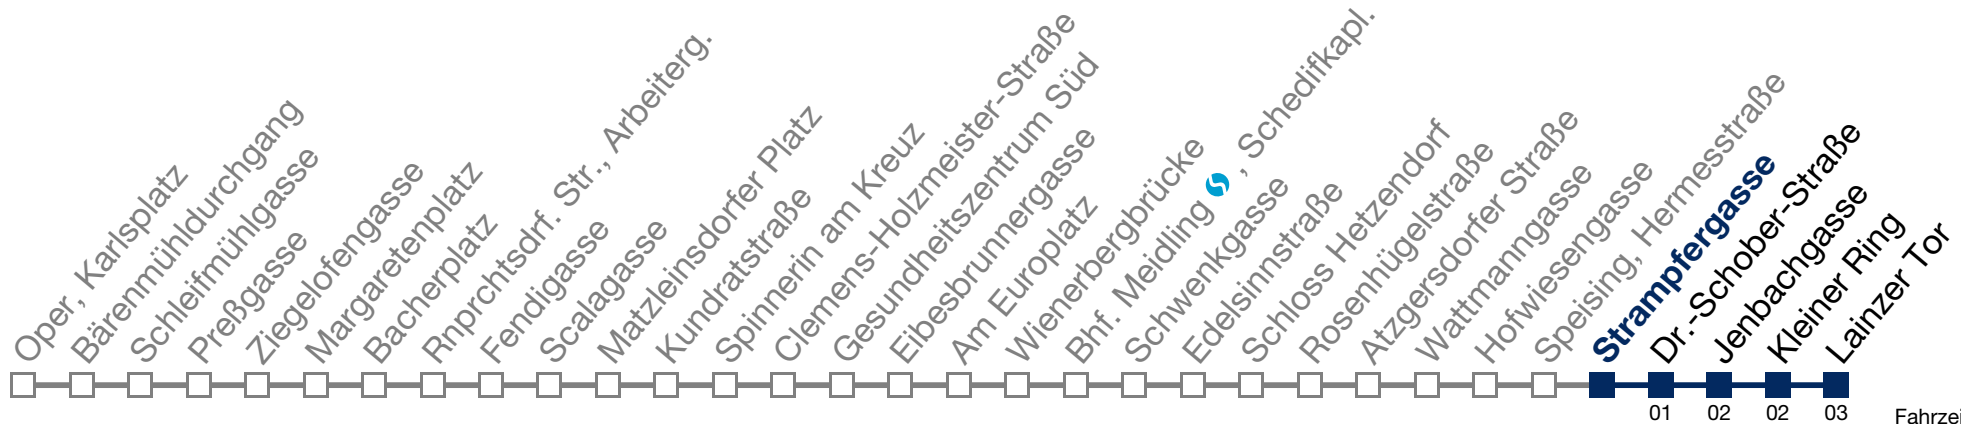 Oper, Karlsplatz
Bärenmühldurchgang
Schleifmühlgasse
Preßgasse
Ziegelofengasse
Margaretenplatz
Bacherplatz
Rnprchtsdrf. Str., Arbeiterg.
Fendigasse
Scalagasse
Matzleinsdorfer Platz
Kundratstraße
Spinnerin am Kreuz
Clemens-Holzmeister-Straße
Gesundheitszentrum Süd
Eibesbrunnergasse
Am Europlatz
Wienerbergbrücke
Bhf. Meidling , Schedifkapl.
Schwenkgasse
Edelsinnstraße
Schloss Hetzendorf
Rosenhügelstraße
Atzgersdorfer Straße
Wattmanngasse
Hofwiesengasse
Speising, Hermesstraße
Strampfergasse
Dr.-Schober-Straße
Jenbachgasse
Kleiner Ring
Lainzer Tor
01 02 02 03 Fahrzei